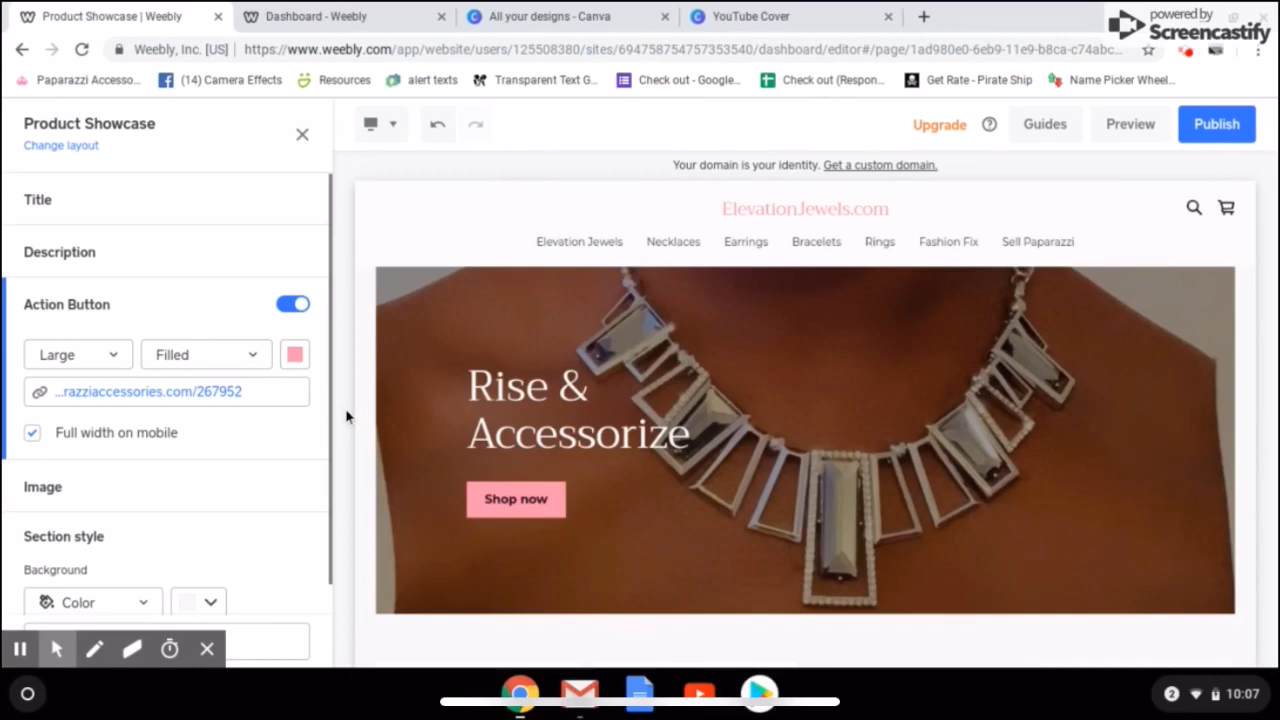 Product Showcase | Weebly
Dashboard - Weebly
All your designs - Canva
YouTube Cover
powered by
Screencastify
Weebly, Inc. [US]
https://www.weebly.com/app/website/users/125508380/sites/694758754757353540/dashboard/editor#/page/1ad980e0-6eb9-11e9-b8ca-c74abc...
Paparazzi Accesso...
(14) Camera Effects
Resources
alert texts
Transparent Text G...
Check out - Google...
Check out (Respon...
Get Rate - Pirate Ship
Name Picker Wheel...
Product Showcase
Change layout
Upgrade
Guides
Preview
Publish
Your domain is your identity. Get a custom domain.
Title
Description
Action Button
Large
Filled
...razziaccessories.com/267952
Full width on mobile
Image
Section style
Background
Color
ElevationJewels.com
Elevation Jewels
Necklaces
Earrings
Bracelets
Rings
Fashion Fix
Sell Paparazzi
Rise &
Accessorize
Shop now
2
10:07